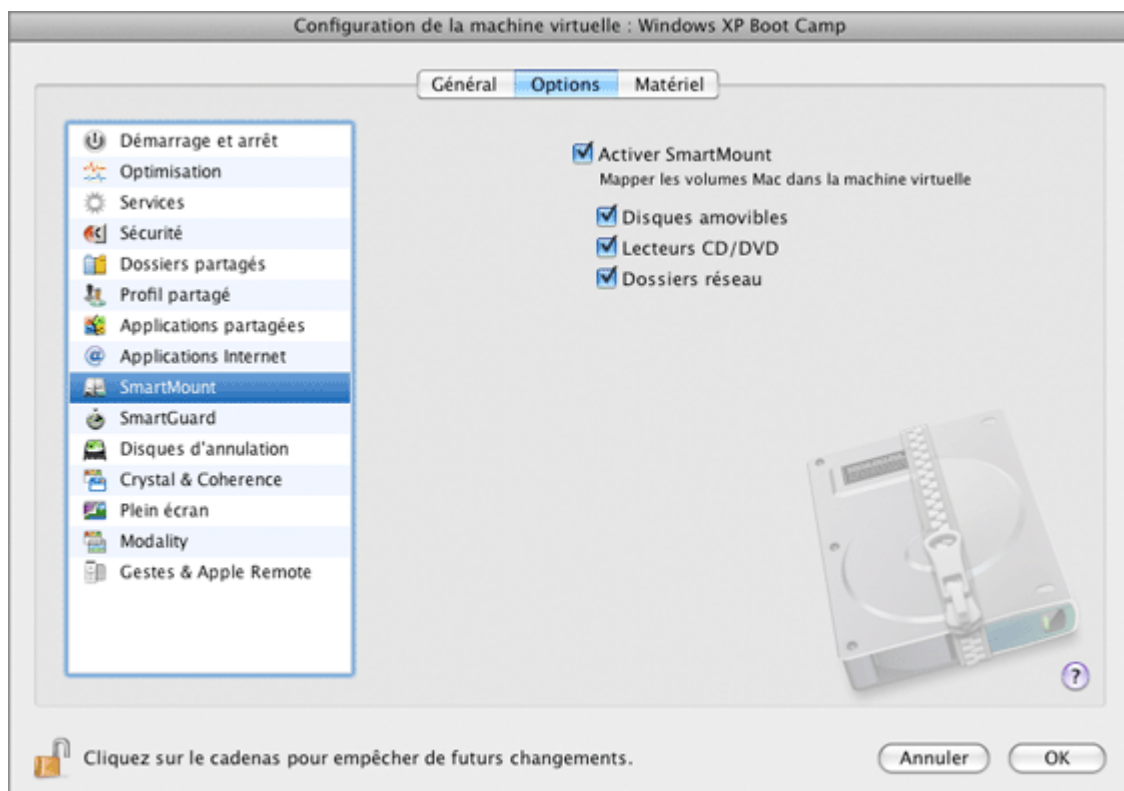 Configuration de la machine virtuelle : Windows XP Boot Camp
Général Options Matériel
Démarrage et arrêt
Optimisation
Services
Sécurité
Dossiers partagés
Profil partagé
Applications partagées
Applications Internet
SmartMount
SmartGuard
Disques d'annulation
Crystal & Coherence
Plein écran
Modality
Gestes & Apple Remote
Activer SmartMount
Mapper les volumes Mac dans la machine virtuelle
Disques amovibles
Lecteurs CD/DVD
Dossiers réseau
?
Cliquez sur le cadenas pour empêcher de futurs changements.
Annuler OK